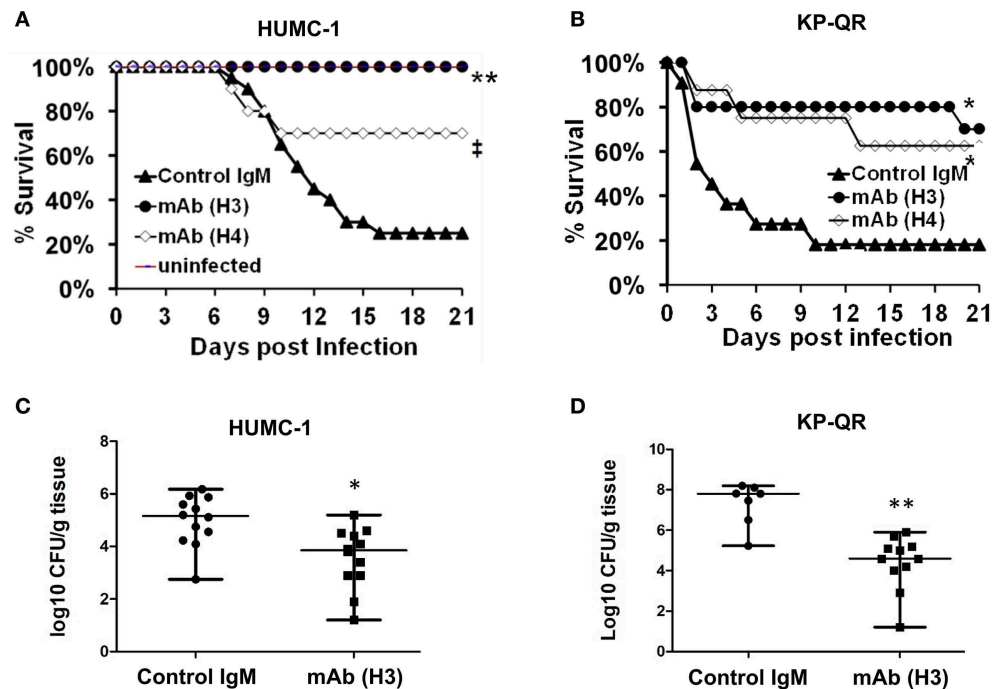 A
HUMC-1
% Survival
100%
80%
60%
40%
20%
0%
**
‡
Control IgM
mAb (H3)
mAb (H4)
uninfected
0 3 6 9 12 15 18 21
Days post Infection
B
KP-QR
% Survival
100%
80%
60%
40%
20%
0%
*
*
Control IgM
mAb (H3)
mAb (H4)
0 3 6 9 12 15 18 21
Days post infection
C
HUMC-1
log10 CFU/g tissue
8
6
4
2
0
*
Control IgM mAb (H3)
D
KP-QR
Log10 CFU/g tissue
10
8
6
4
2
0
**
Control IgM mAb (H3)